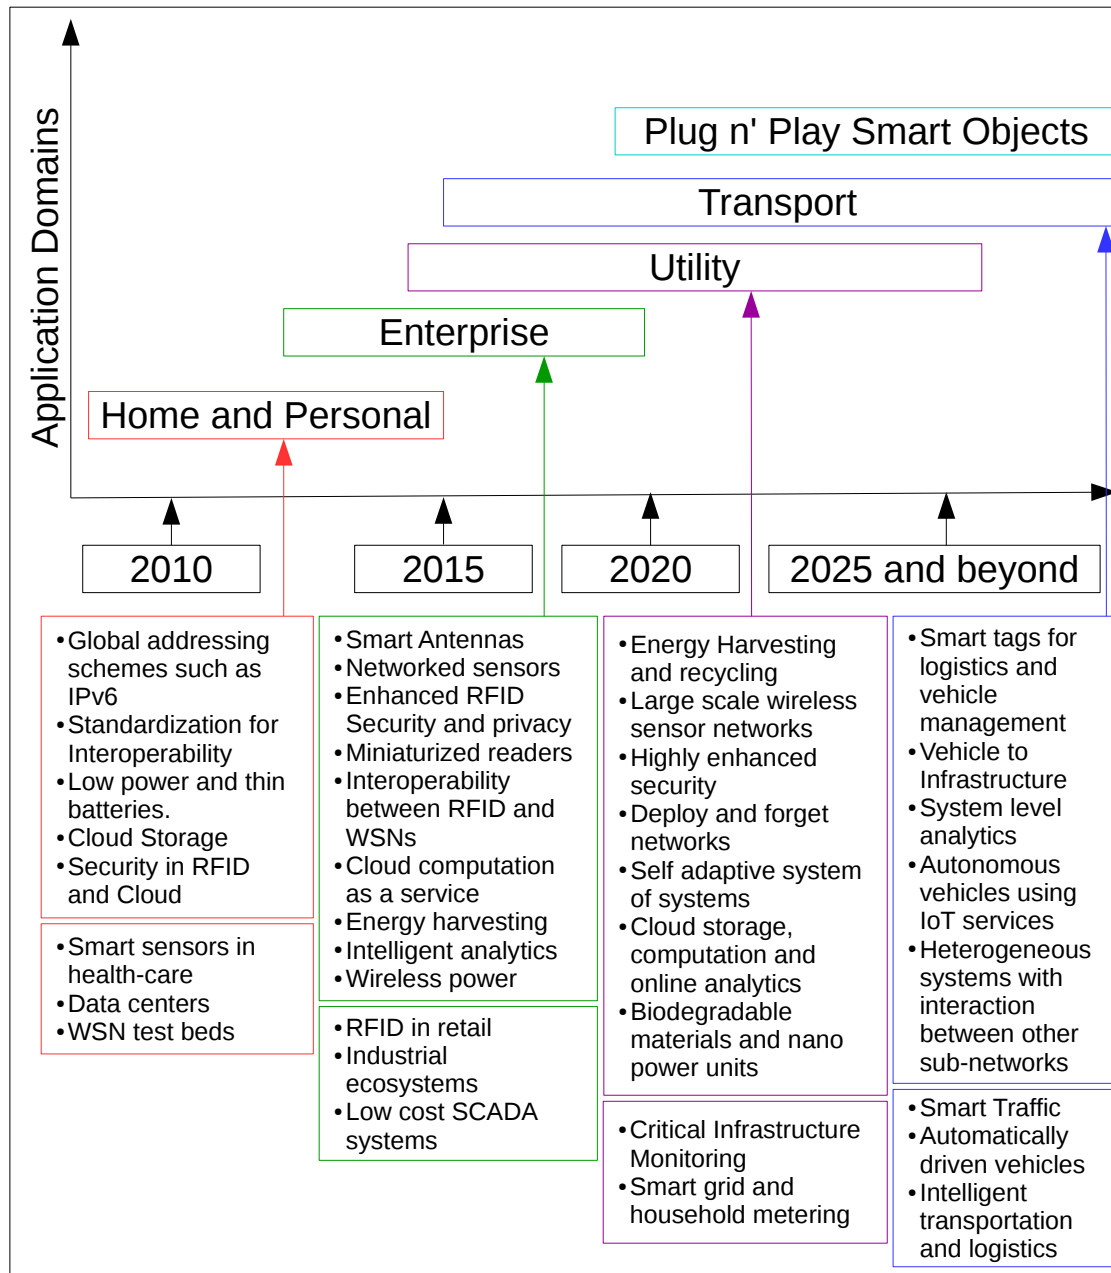 Application Domains
Plug n' Play Smart Objects
Transport
Utility
Enterprise
Home and Personal
2010
2015
2020
2025 and beyond
•Global addressing
schemes such as
IPv6
•Standardization for
Interoperability
•Low power and thin
batteries.
•Cloud Storage
•Security in RFID
and Cloud
•Smart sensors in
health-care
•Data centers
•WSN test beds
•Smart Antennas
•Networked sensors
•Enhanced RFID
Security and privacy
•Miniaturized readers
•Interoperability
between RFID and
WSNs
•Cloud computation
as a service
•Energy harvesting
•Intelligent analytics
•Wireless power
•RFID in retail
•Industrial
ecosystems
•Low cost SCADA
systems
•Energy Harvesting
and recycling
•Large scale wireless
sensor networks
•Highly enhanced
security
•Deploy and forget
networks
•Self adaptive system
of systems
•Cloud storage,
computation and
online analytics
•Biodegradable
materials and nano
power units
•Critical Infrastructure
Monitoring
•Smart grid and
household metering
•Smart tags for
logistics and
vehicle
management
•Vehicle to
Infrastructure
•System level
analytics
•Autonomous
vehicles using
IoT services
•Heterogeneous
systems with
interaction
between other
sub-networks
•Smart Traffic
•Automatically
driven vehicles
•Intelligent
transportation
and logistics